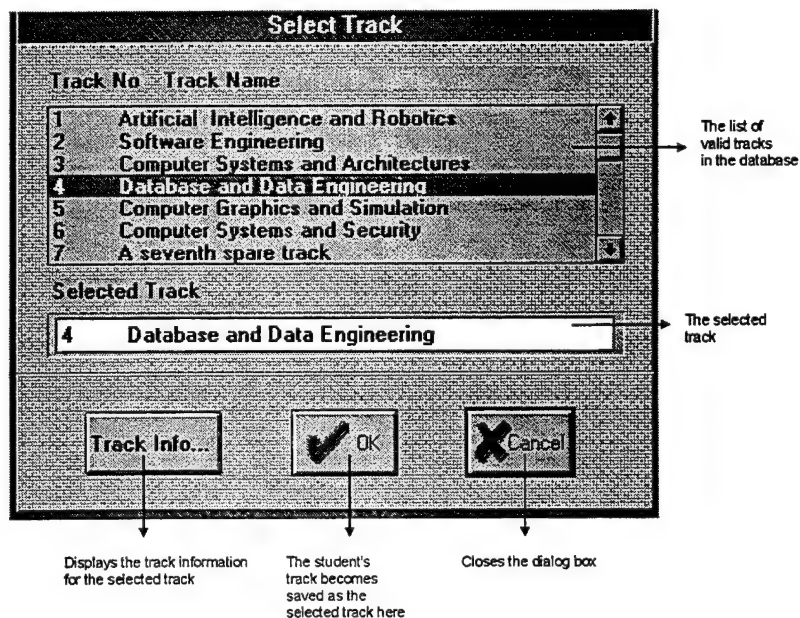 Select Track
Track No - Track Name
1 Artificial Intelligence and Robotics
2 Software Engineering
3 Computer Systems and Architectures
4 Database and Data Engineering
5 Computer Graphics and Simulation
6 Computer Systems and Security
7 A seventh spare track
The list of
valid tracks
in the database
Selected Track
4 Database and Data Engineering
The selected
track
Track Info...
OK
Cancel
Displays the track information
for the selected track
The student's
track becomes
saved as the
selected track here
Closes the dialog box